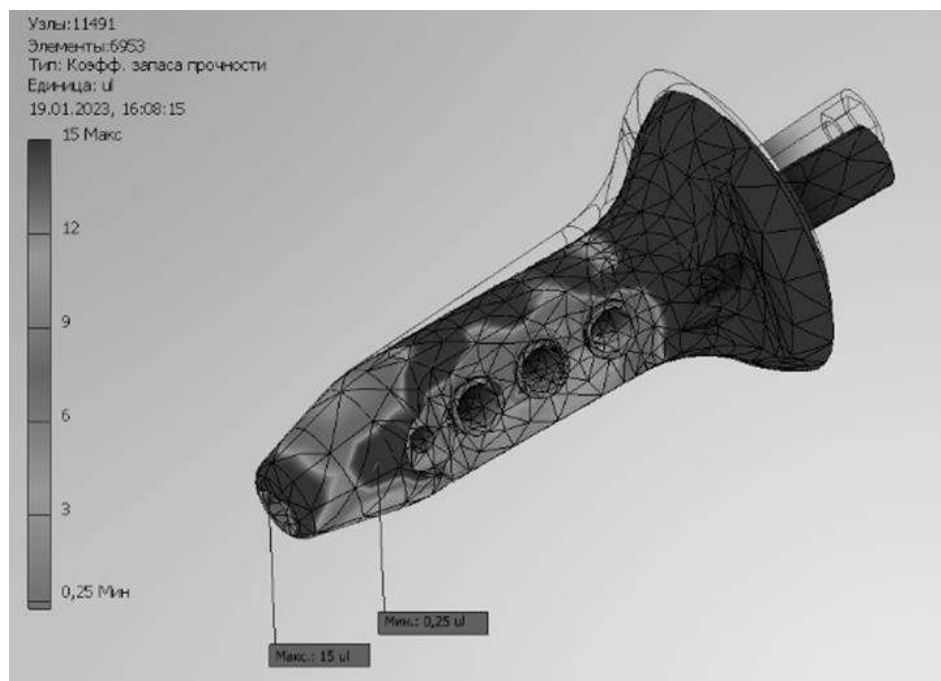 Узлы:11491
Элементы:6953
Тип: Коэфф. запаса прочности
Единица: ul
19.01.2023, 16:08:15
15 Макс
12
9
6
3
0,25 Мин
Мин.: 0,25 ul
Макс.: 15 ul